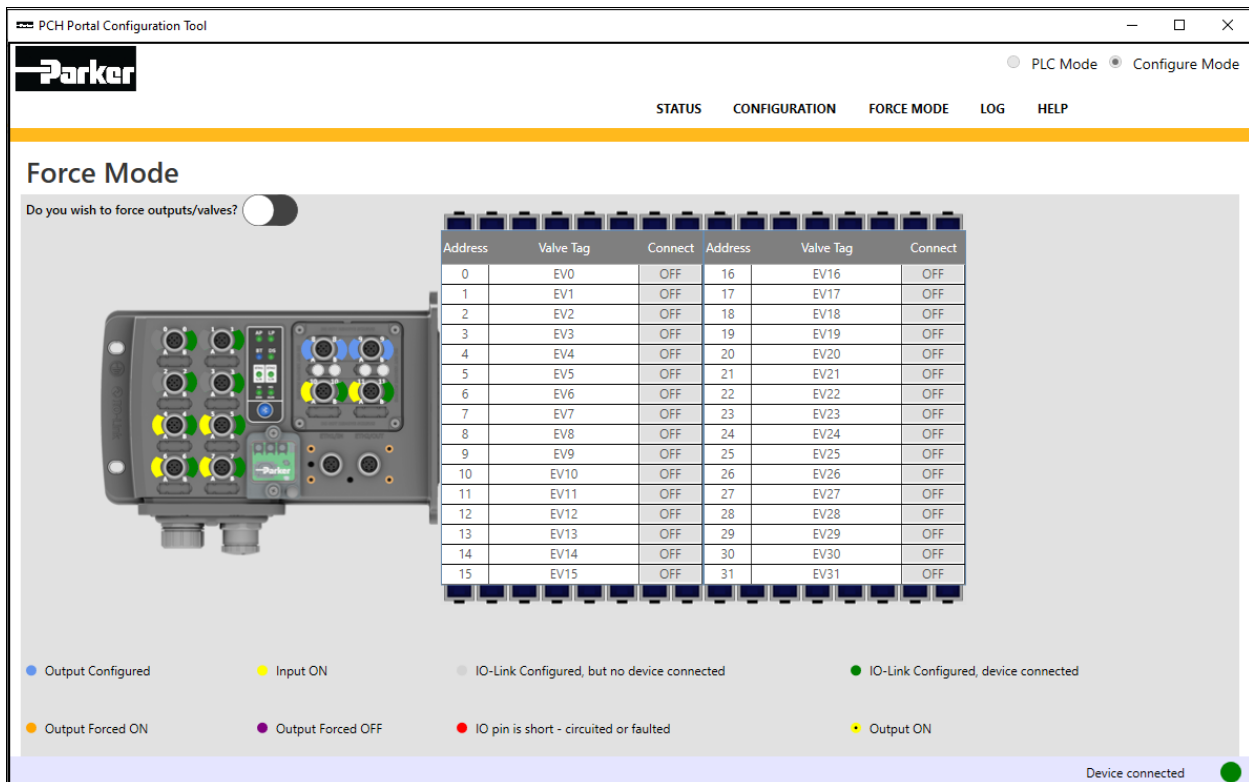 PCH Portal Configuration Tool
Parker
PLC Mode Configure Mode
STATUS CONFIGURATION FORCE MODE LOG HELP
Force Mode
Do you wish to force outputs/valves?
Address Valve Tag Connect Address Valve Tag Connect
0 EV0 OFF 16 EV16 OFF
1 EV1 OFF 17 EV17 OFF
2 EV2 OFF 18 EV18 OFF
3 EV3 OFF 19 EV19 OFF
4 EV4 OFF 20 EV20 OFF
5 EV5 OFF 21 EV21 OFF
6 EV6 OFF 22 EV22 OFF
7 EV7 OFF 23 EV23 OFF
8 EV8 OFF 24 EV24 OFF
9 EV9 OFF 25 EV25 OFF
10 EV10 OFF 26 EV26 OFF
11 EV11 OFF 27 EV27 OFF
12 EV12 OFF 28 EV28 OFF
13 EV13 OFF 29 EV29 OFF
14 EV14 OFF 30 EV30 OFF
15 EV15 OFF 31 EV31 OFF
IO-Link
Parker
Output Configured Input ON IO-Link Configured, but no device connected IO-Link Configured, device connected
Output Forced ON Output Forced OFF IO pin is short - circuited or faulted Output ON
Device connected